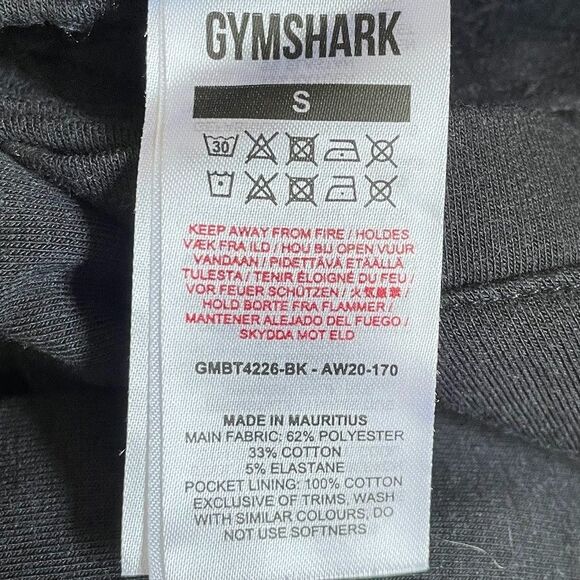 GYMSHARK
S
30
KEEP AWAY FROM FIRE / HOLDES
VÆK FRA ILD / HOU BIJ OPEN VUUR
VANDAAN / PIDETTÄVÄ ETÄÄLLÄ
TULESTA / TENIR ÉLOIGNÉ DU FEU /
VOR FEUER SCHÜTZEN / 火気厳禁 /
HOLD BORTE FRA FLAMMER /
MANTENER ALEJADO DEL FUEGO /
SKYDDA MOT ELD
GMBT4226-BK - AW20-170
MADE IN MAURITIUS
MAIN FABRIC: 62% POLYESTER
33% COTTON
5% ELASTANE
POCKET LINING: 100% COTTON
EXCLUSIVE OF TRIMS. WASH
WITH SIMILAR COLOURS, DO
NOT USE SOFTNERS